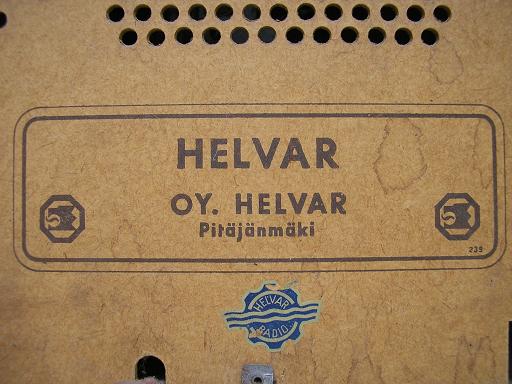 HELVAR
OY. HELVAR
Pitäjänmäki
239
HELVAR
RADIO